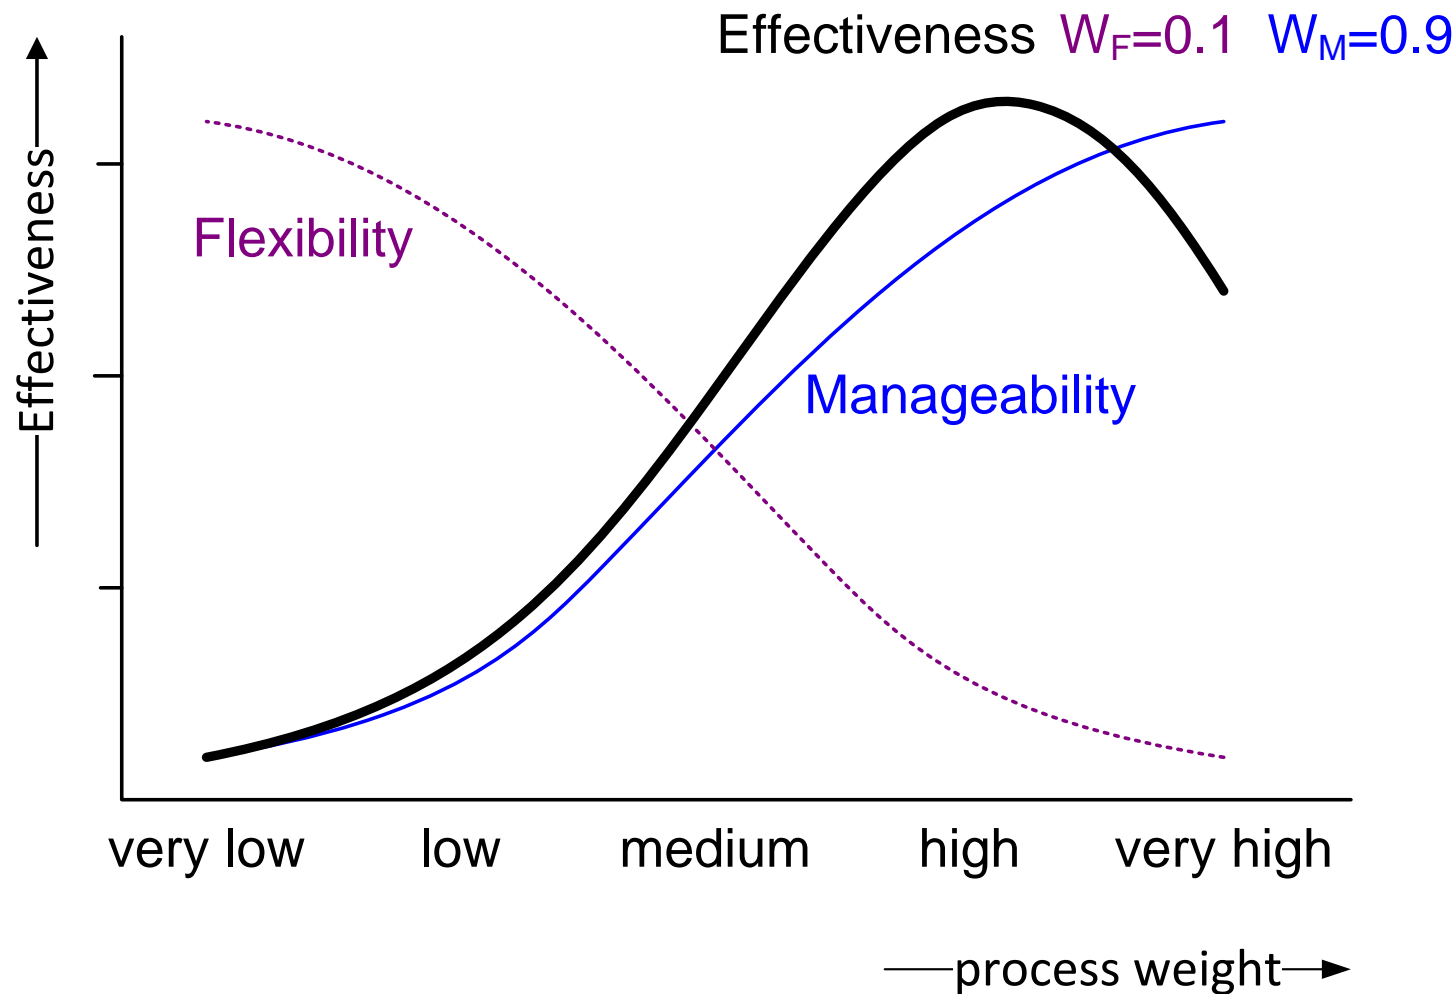 Effectiveness W_F=0.1 W_M=0.9
Effectiveness
Flexibility
Manageability
very low low medium high very high
process weight